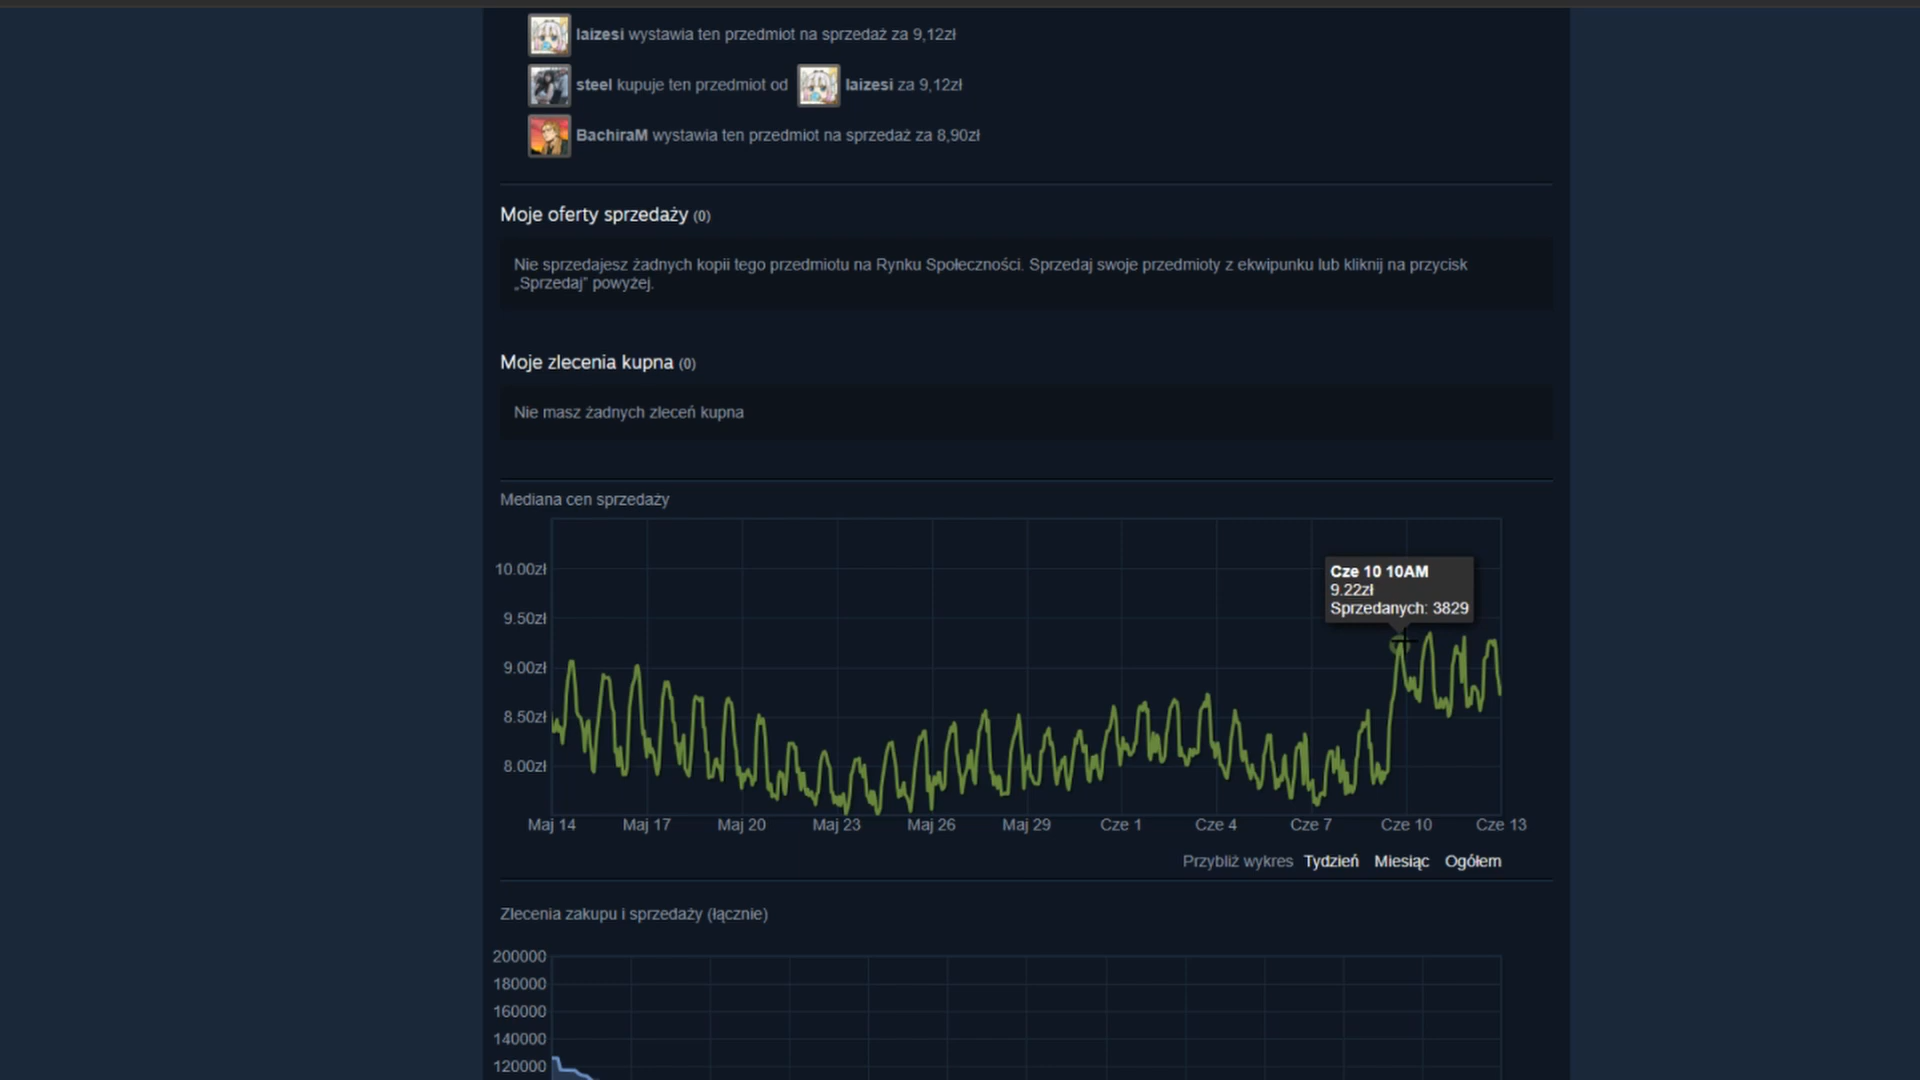 laizesi wystawia ten przedmiot na sprzedaż za 9,12zł
steel kupuje ten przedmiot od laizesi za 9,12zł
BachiraM wystawia ten przedmiot na sprzedaż za 8,90zł
Moje oferty sprzedaży (0)
Nie sprzedajesz żadnych kopii tego przedmiotu na Rynku Społeczności. Sprzedaj swoje przedmioty z ekwipunku lub kliknij na przycisk
„Sprzedaj” powyżej.
Moje zlecenia kupna (0)
Nie masz żadnych zleceń kupna
Mediana cen sprzedaży
10.00zł
Cze 10 10AM
9.22zł
Sprzedanych: 3829
9.50zł
9.00zł
8.50zł
8.00zł
Maj 14 Maj 17 Maj 20 Maj 23 Maj 26 Maj 29 Cze 1 Cze 4 Cze 7 Cze 10 Cze 13
Przybliż wykres Tydzień Miesiąc Ogółem
Zlecenia zakupu i sprzedaży (łącznie)
200000
180000
160000
140000
120000